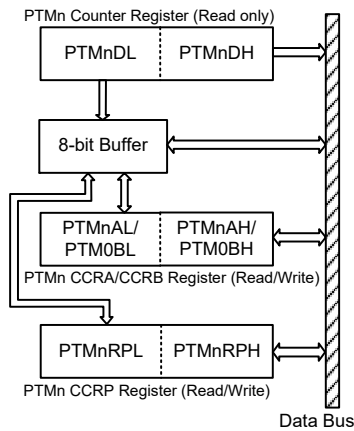 PTMn Counter Register (Read only)
PTMnDL PTMnDH
8-bit Buffer
PTMnAL/ PTMnAH/
PTM0BL PTM0BH
PTMn CCRA/CCRB Register (Read/Write)
PTMnRPL PTMnRPH
PTMn CCRP Register (Read/Write)
Data Bus